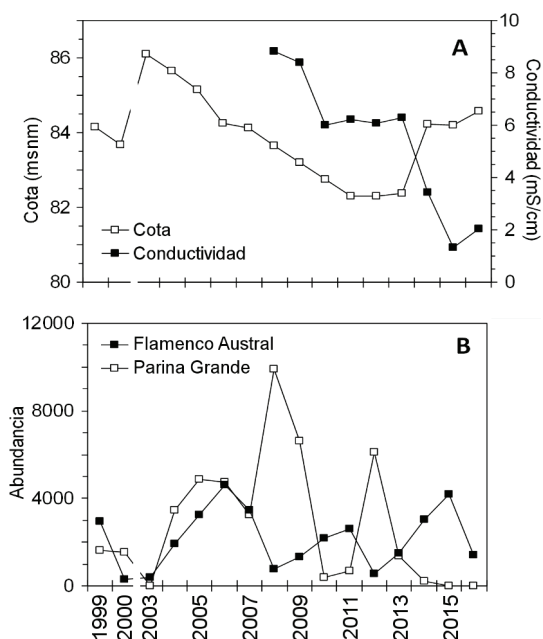 A
86
84
82
80
Cota (msnm)
10
8
6
4
2
0
Conductividad (mS/cm)
Cota
Conductividad
B
12000
8000
4000
0
Abundancia
Flamenco Austral
Parina Grande
1999
2000
2003
2005
2007
2009
2011
2013
2015